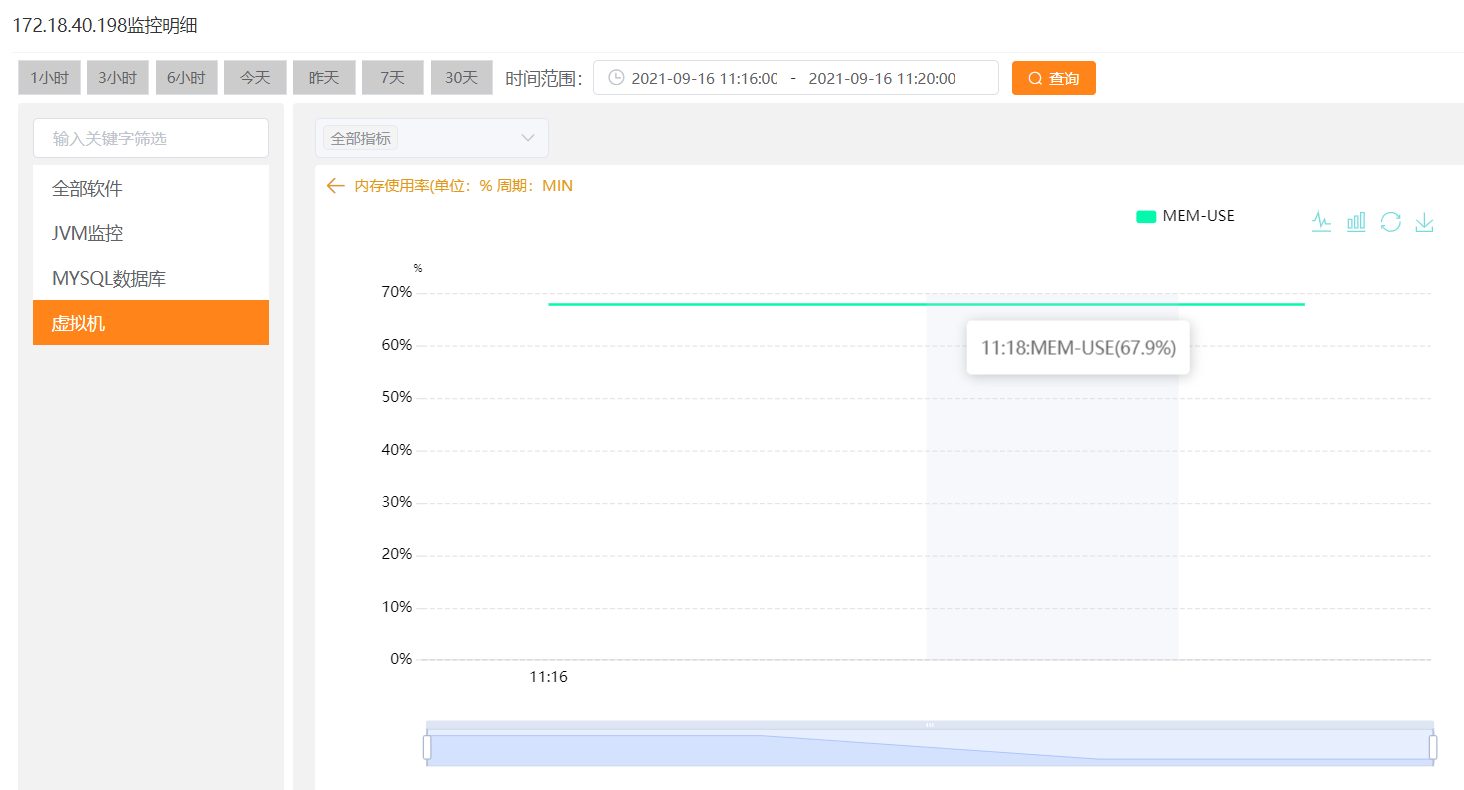 172.18.40.198监控明细
1小时 3小时 6小时 今天 昨天 7天 30天 时间范围： 2021-09-16 11:16:00 - 2021-09-16 11:20:00 查询
输入关键字筛选
全部软件
JVM监控
MYSQL数据库
虚拟机
全部指标
内存使用率(单位：% 周期：MIN
MEM-USE
%
70%
60%
50%
40%
30%
20%
10%
0%
11:18:MEM-USE(67.9%)
11:16